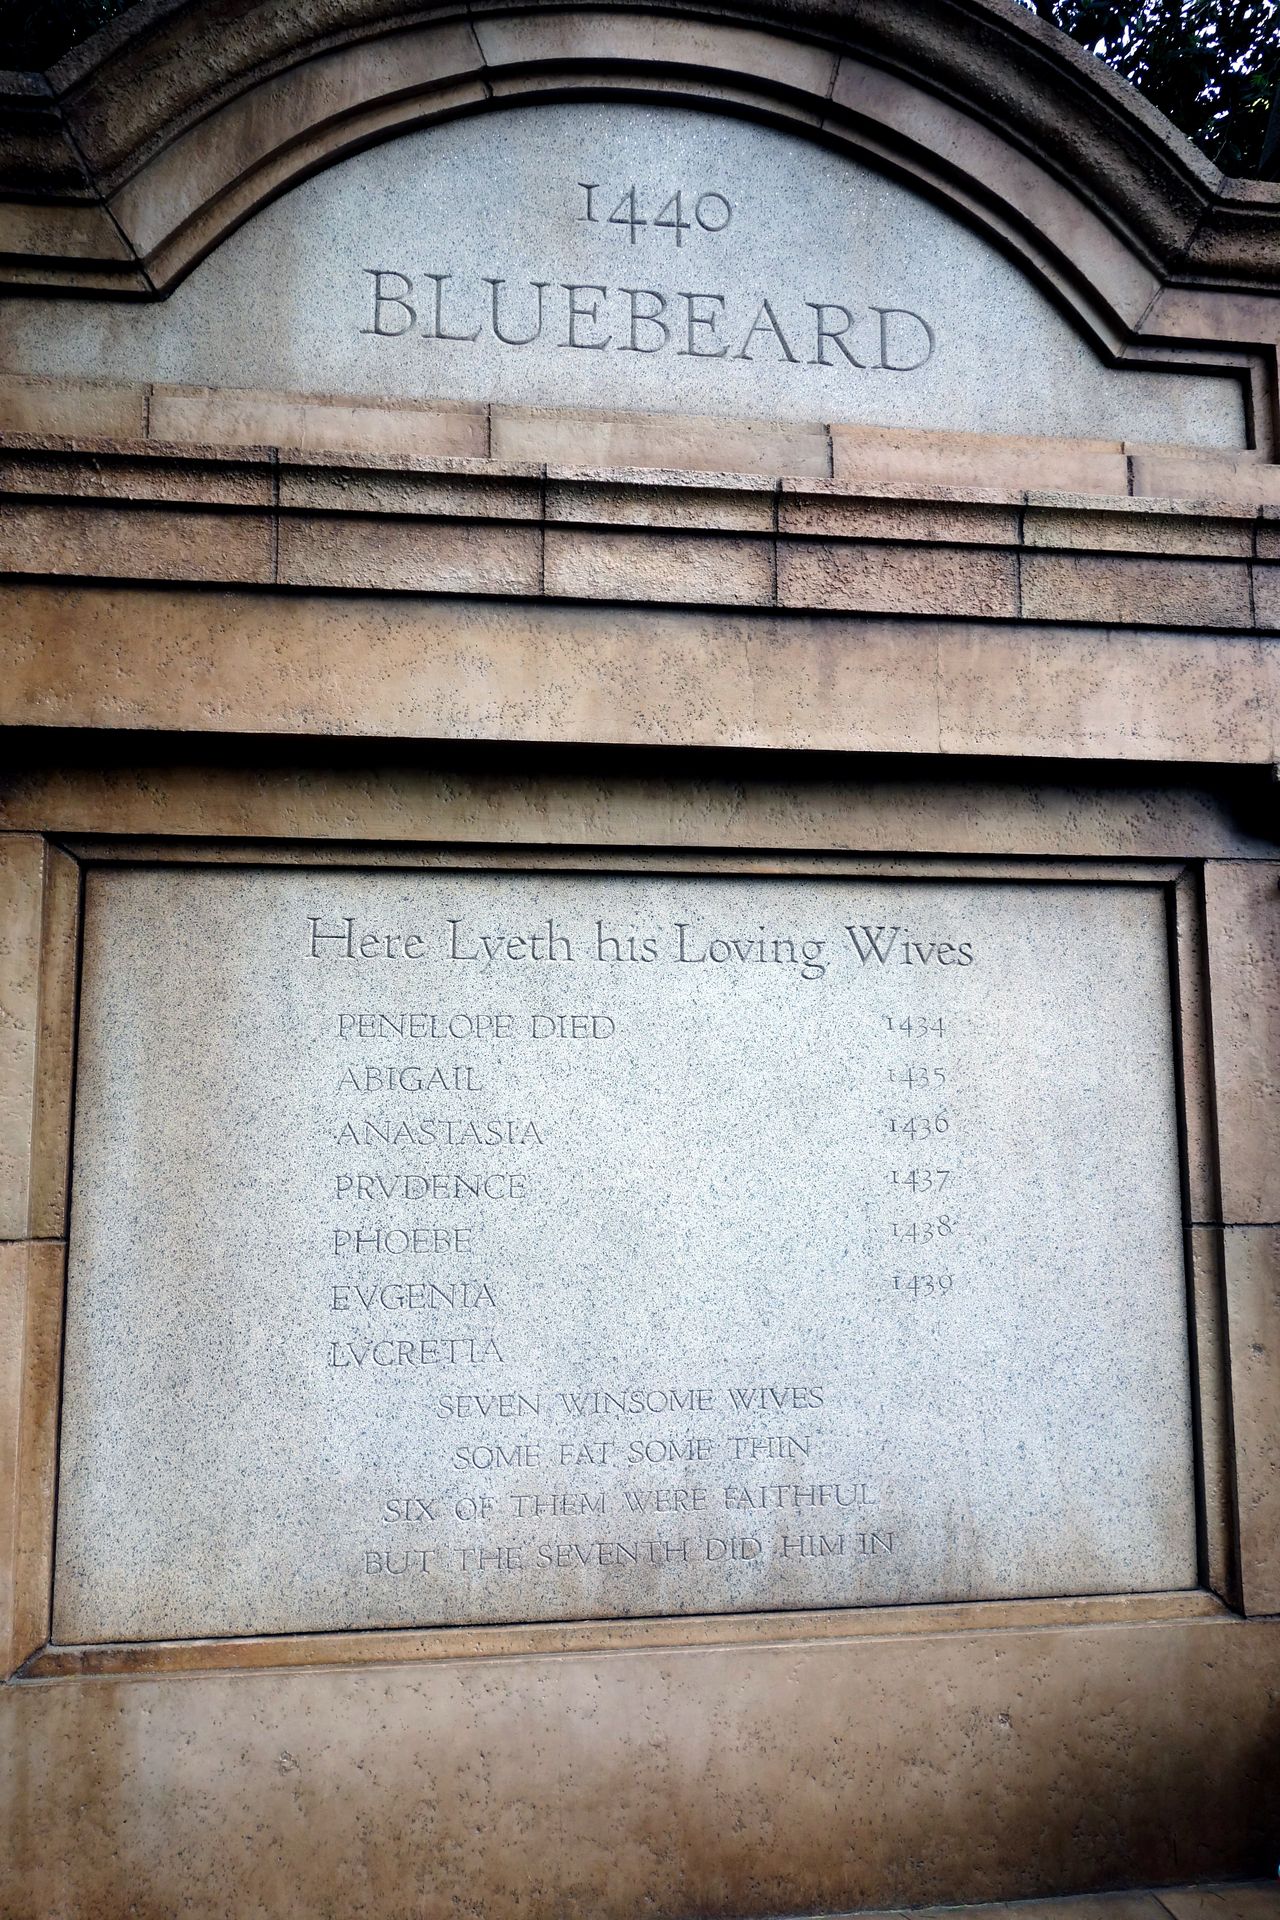 1440
BLUEBEARD
Here Lyeth his Loving Wives
PENELOPE DIED 1434
ABIGAIL 1435
ANASTASIA 1436
PRVDENCE 1437
PHOEBE 1438
EVGENIA 1439
LVCRETIA
SEVEN WINSOME WIVES
SOME FAT SOME THIN
SIX OF THEM WERE FAITHFUL
BUT THE SEVENTH DID HIM IN